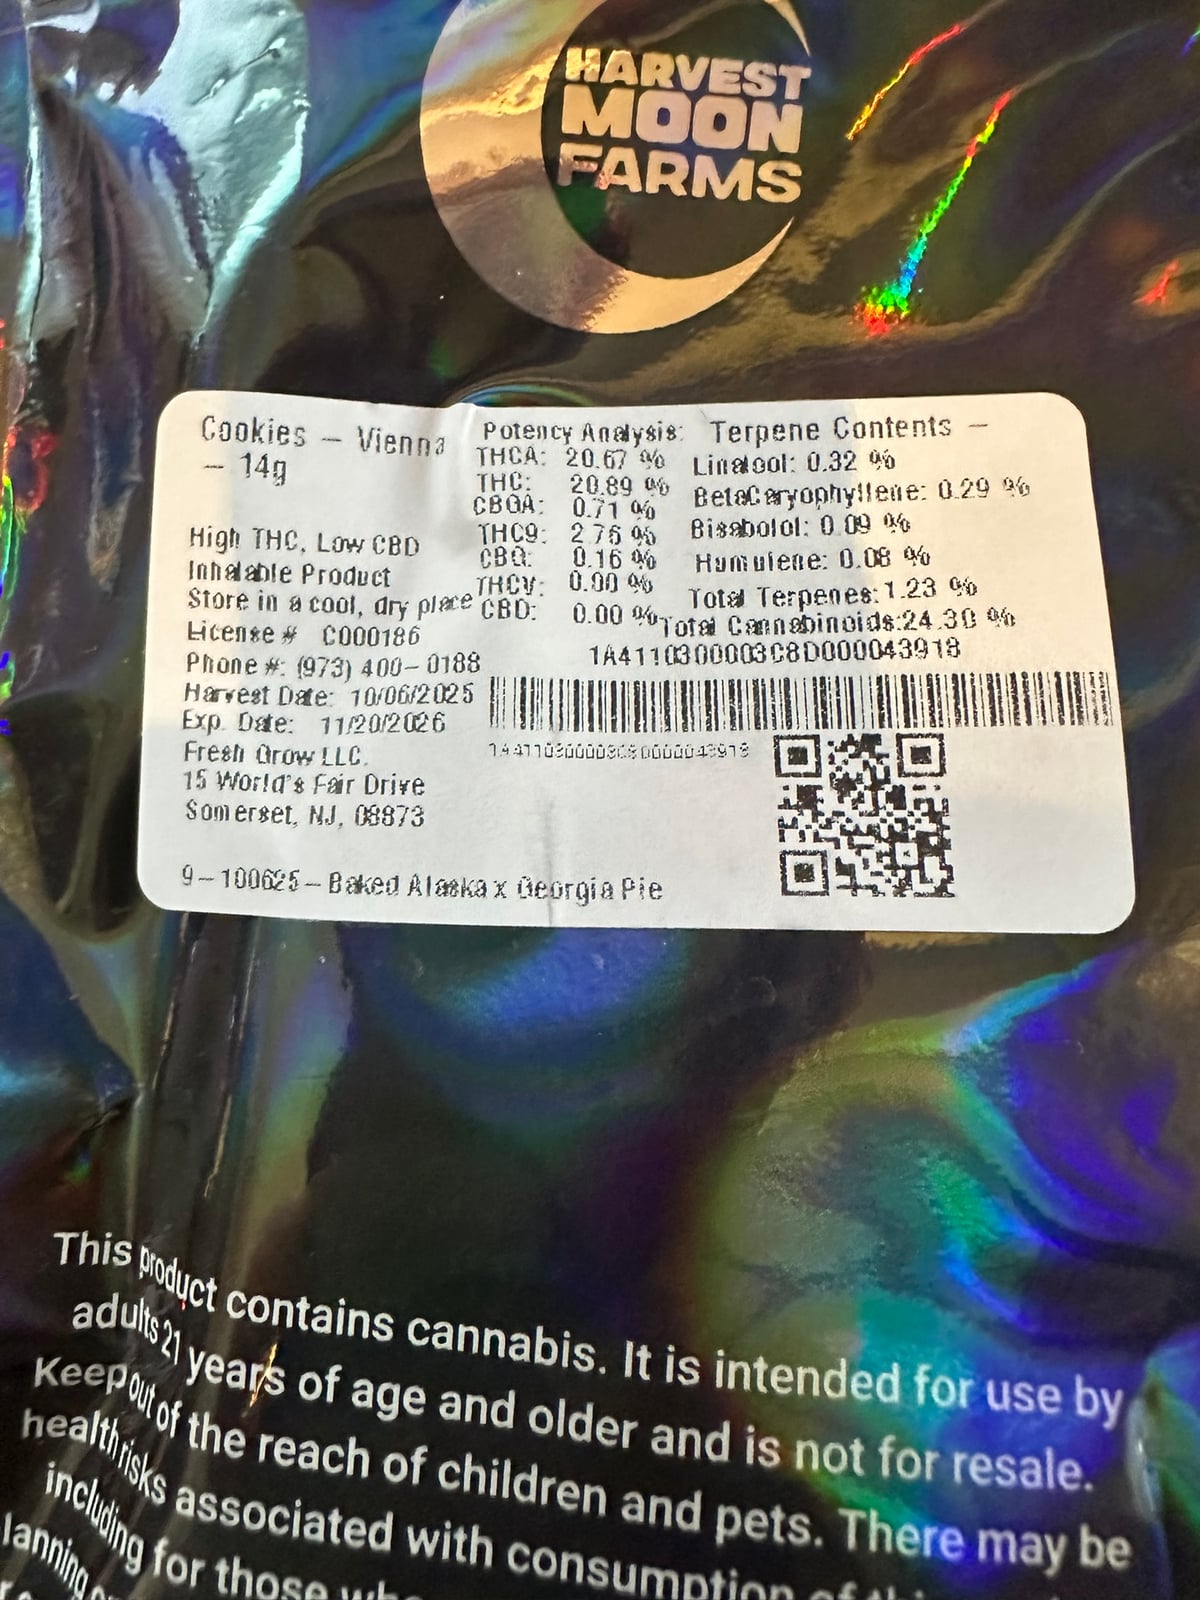 HARVEST
MOON
FARMS
Cookies – Vienna
– 14g
High THC, Low CBD
Inhalable Product
Store in a cool, dry place
License # C000186
Phone #: (973) 400-0188
Harvest Date: 10/06/2025
Exp. Date: 11/20/2026
Fresh Grow LLC.
15 World's Fair Drive
Somerset, NJ, 08873
9-100625-Baked Alaska x Georgia Pie
Potency Analysis:
THCA: 20.67 %
THC: 20.89 %
CBGA: 0.71 %
THC9: 2.76 %
CBG: 0.16 %
THCV: 0.00 %
CBD: 0.00 %
Terpene Contents –
Linalool: 0.32 %
BetaCaryophyllene: 0.29 %
Bisabolol: 0.09 %
Humulene: 0.08 %
Total Terpenes: 1.23 %
Total Cannabinoids: 24.30 %
1A4110300003C8D000043918
1A4110300003C8D000043918
This product contains cannabis. It is intended for use by
adults 21 years of age and older and is not for resale.
Keep out of the reach of children and pets. There may be
health risks associated with consumption of
including for those